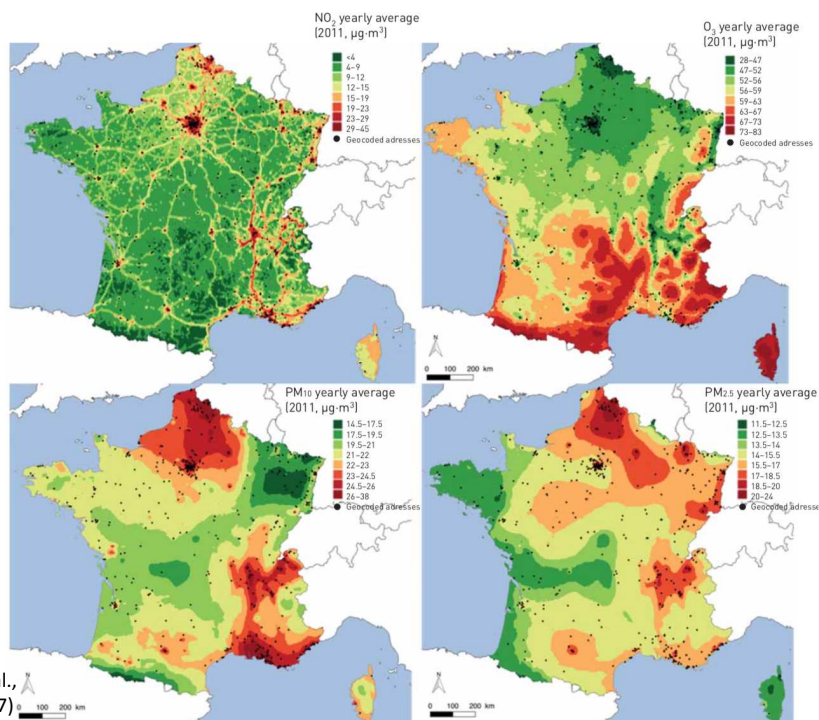 NO2 yearly average
(2011, µg·m3)
<4
4–9
9–12
12–15
15–19
19–23
23–29
29–45
Geocoded adresses
O3 yearly average
(2011, µg·m3)
28–47
47–52
52–56
56–59
59–63
63–67
67–73
73–83
Geocoded adresses
N
0 100 200 km
PM10 yearly average
(2011, µg·m3)
14.5–17.5
17.5–19.5
19.5–21
21–22
22–23
23–24.5
24.5–26
26–38
Geocoded adresses
N
0 100 200 km
PM2.5 yearly average
(2011, µg·m3)
11.5–12.5
12.5–13.5
13.5–14
14–15.5
15.5–17
17–18.5
18.5–20
20–24
Geocoded adresse
N
0 100 200 km
l.,
7)